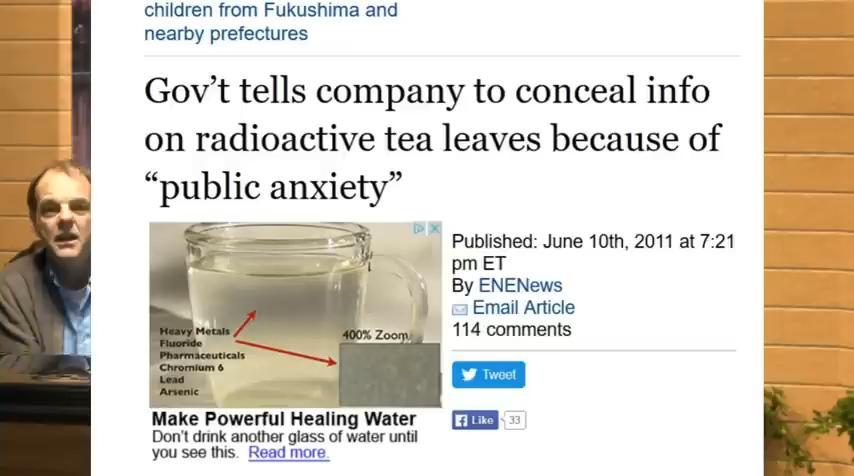 children from Fukushima and
nearby prefectures
Gov’t tells company to conceal info
on radioactive tea leaves because of
“public anxiety”
Published: June 10th, 2011 at 7:21
pm ET
By ENENews
Email Article
114 comments
Tweet
Like 33
Heavy Metals
Fluoride
Pharmaceuticals
Chromium 6
Lead
Arsenic
400% Zoom
Make Powerful Healing Water
Don't drink another glass of water until
you see this. Read more.